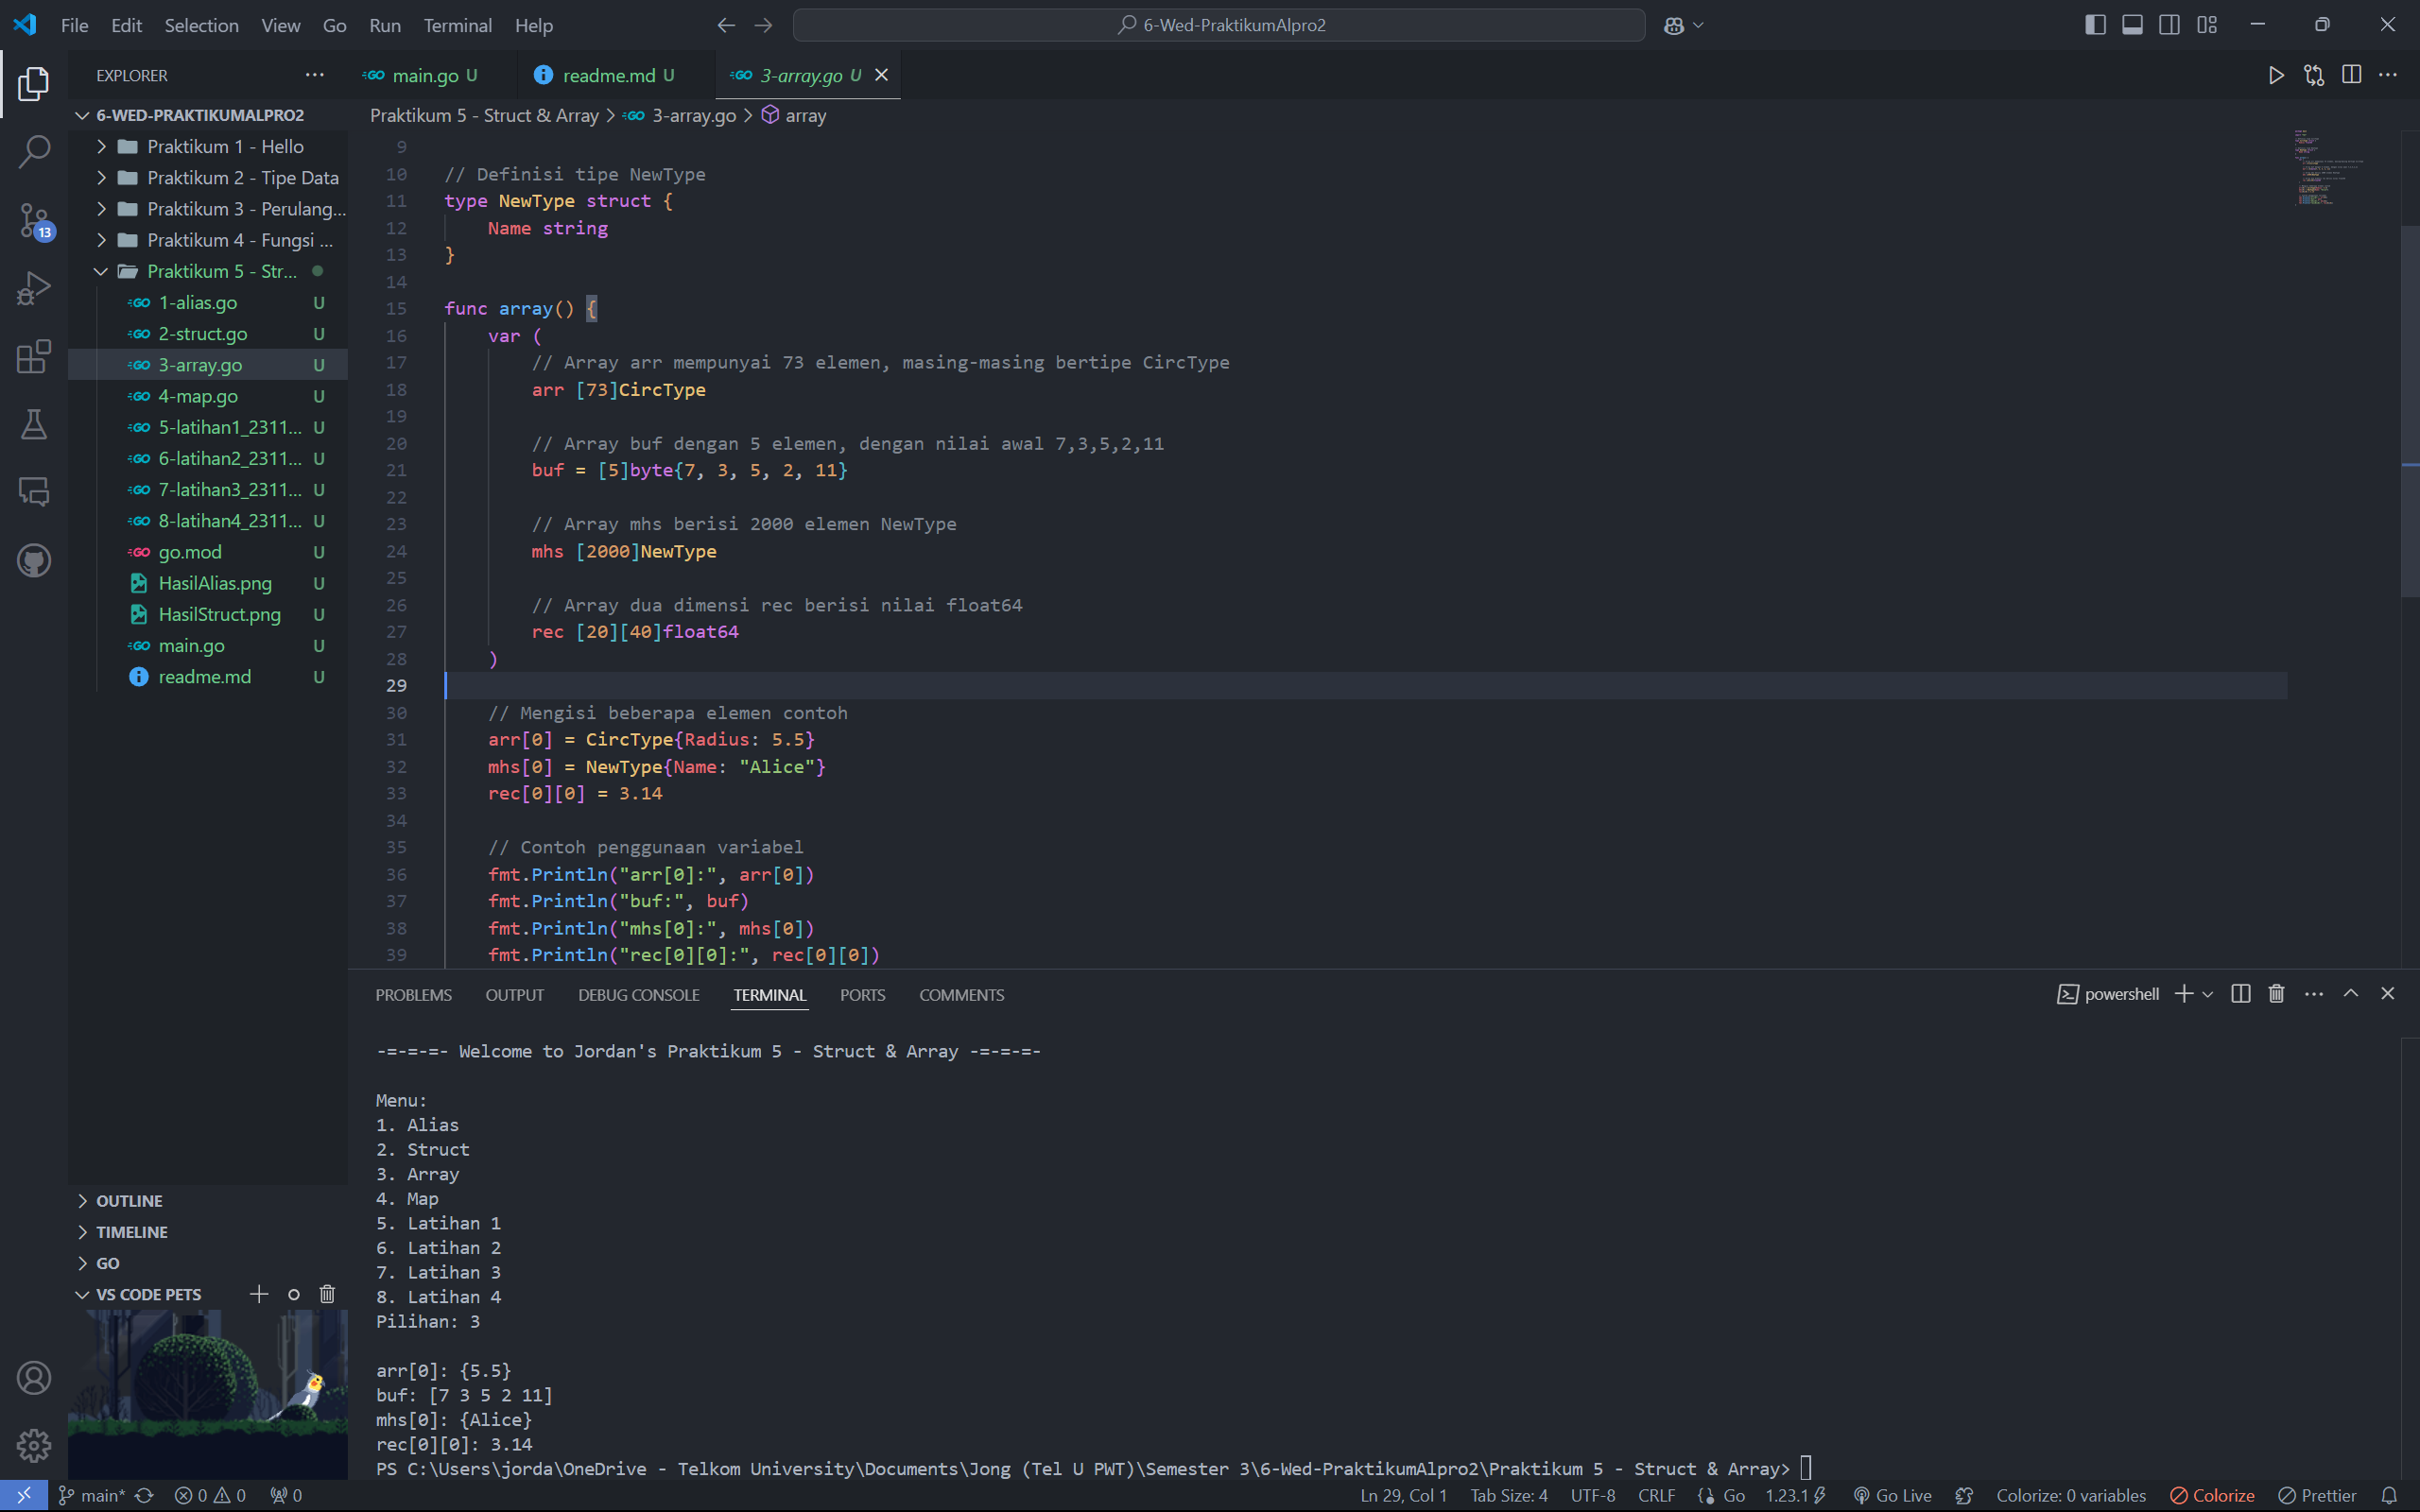 File Edit Selection View Go Run Terminal Help
6-Wed-PraktikumAlpro2
EXPLORER
main.go U
readme.md U
3-array.go U
6-WED-PRAKTIKUMALPRO2
Praktikum 5 - Struct & Array > 3-array.go > array
Praktikum 1 - Hello
Praktikum 2 - Tipe Data
Praktikum 3 - Perulang...
Praktikum 4 - Fungsi ...
Praktikum 5 - Str...
1-alias.go U
2-struct.go U
3-array.go U
4-map.go U
5-latihan1_2311... U
6-latihan2_2311... U
7-latihan3_2311... U
8-latihan4_2311... U
go.mod U
HasilAlias.png U
HasilStruct.png U
main.go U
readme.md U
13
OUTLINE
TIMELINE
GO
VS CODE PETS
9
10 // Definisi tipe NewType
11 type NewType struct {
12 Name string
13 }
14
15 func array() {
16 var (
17 // Array arr mempunyai 73 elemen, masing-masing bertipe CircType
18 arr [73]CircType
19
20 // Array buf dengan 5 elemen, dengan nilai awal 7,3,5,2,11
21 buf = [5]byte{7, 3, 5, 2, 11}
22
23 // Array mhs berisi 2000 elemen NewType
24 mhs [2000]NewType
25
26 // Array dua dimensi rec berisi nilai float64
27 rec [20][40]float64
28 )
29
30 // Mengisi beberapa elemen contoh
31 arr[0] = CircType{Radius: 5.5}
32 mhs[0] = NewType{Name: "Alice"}
33 rec[0][0] = 3.14
34
35 // Contoh penggunaan variabel
36 fmt.Println("arr[0]:", arr[0])
37 fmt.Println("buf:", buf)
38 fmt.Println("mhs[0]:", mhs[0])
39 fmt.Println("rec[0][0]:", rec[0][0])
PROBLEMS OUTPUT DEBUG CONSOLE TERMINAL PORTS COMMENTS
powershell
-=-=-=- Welcome to Jordan's Praktikum 5 - Struct & Array -=-=-=-
Menu:
1. Alias
2. Struct
3. Array
4. Map
5. Latihan 1
6. Latihan 2
7. Latihan 3
8. Latihan 4
Pilihan: 3
arr[0]: {5.5}
buf: [7 3 5 2 11]
mhs[0]: {Alice}
rec[0][0]: 3.14
PS C:\Users\jorda\OneDrive - Telkom University\Documents\Jong (Tel U PWT)\Semester 3\6-Wed-PraktikumAlpro2\Praktikum 5 - Struct & Array>
main* 0 0 0 Ln 29, Col 1 Tab Size: 4 UTF-8 CRLF Go 1.23.1 Go Live Colorize: 0 variables Colorize Prettier